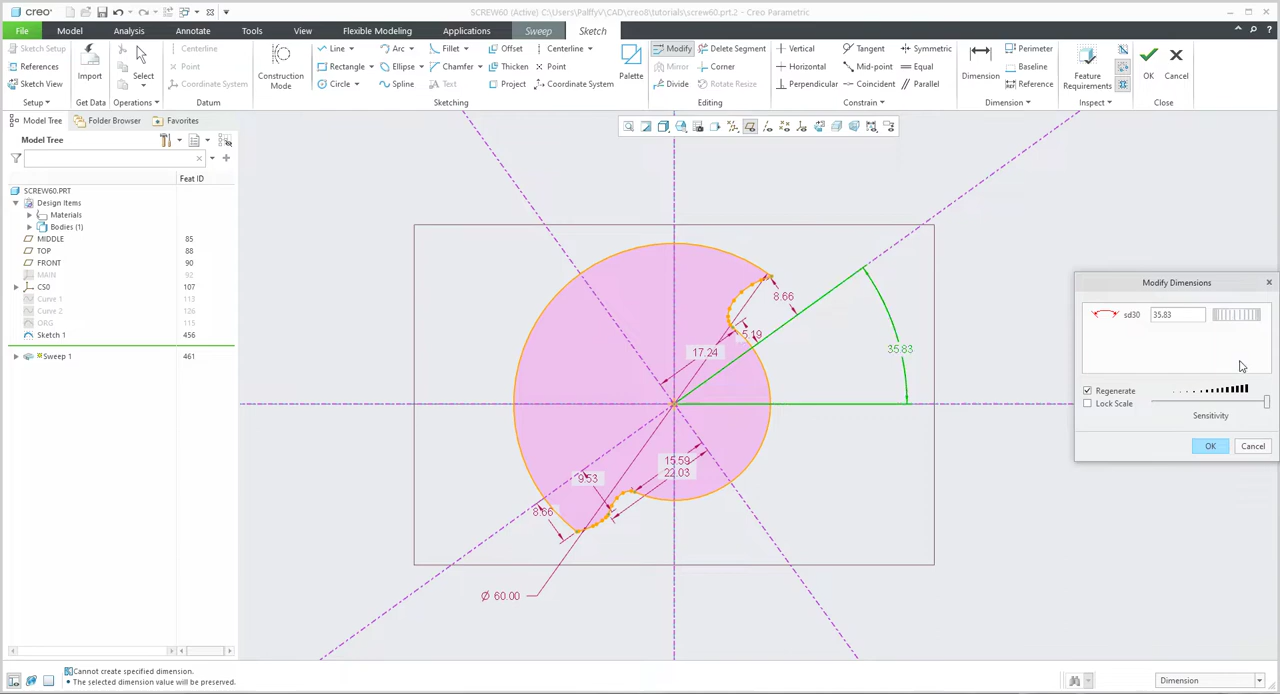 creo
SCREW60 (Active) C:\Users\PalffyV\CAD\creo8\tutorials\screw60.prt.2 - Creo Parametric
File Model Analysis Annotate Tools View Flexible Modeling Applications Sweep Sketch
Sketch Setup
References
Sketch View
Setup
Import
Get Data
Select
Operations
Centerline
Point
Coordinate System
Datum
Construction
Mode
Line Arc Fillet Offset Centerline
Rectangle Ellipse Chamfer Thicken Point
Circle Spline Text Project Coordinate System
Sketching
Palette
Modify Delete Segment
Mirror Corner
Divide Rotate Resize
Editing
Vertical Tangent Symmetric
Horizontal Mid-point Equal
Perpendicular Coincident Parallel
Constrain
Dimension
Perimeter
Baseline
Reference
Dimension
Feature
Requirements
Inspect
OK
Cancel
Close
Model Tree Folder Browser Favorites
Model Tree
Feat ID
SCREW60.PRT
Design Items
Materials
Bodies (1)
MIDDLE 85
TOP 88
FRONT 90
MAIN 92
CS0 107
Curve 1 113
Curve 2 126
ORG 115
Sketch 1 456
Sweep 1 461
8.66
5.19
17.24
35.83
15.59
22.03
9.53
8.66
Ø 60.00
Modify Dimensions
sd30 35.83
Regenerate
Lock Scale
Sensitivity
OK Cancel
Cannot create specified dimension.
• The selected dimension value will be preserved.
Dimension